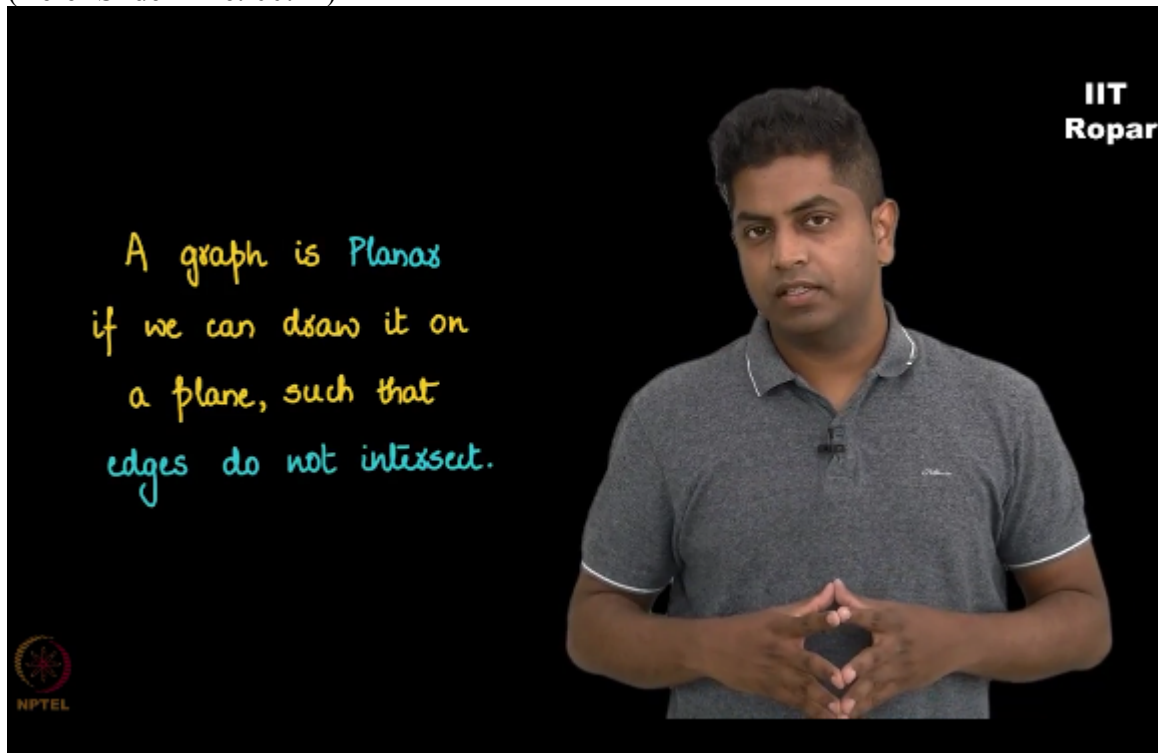 IIT
Ropar
A graph is Planar
if we can draw it on
a plane, such that
edges do not intersect.
NPTEL